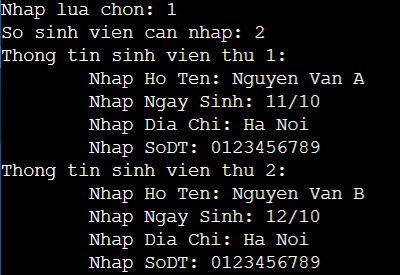 Nhap lua chon: 1
So sinh vien can nhap: 2
Thong tin sinh vien thu 1:
Nhap Ho Ten: Nguyen Van A
Nhap Ngay Sinh: 11/10
Nhap Dia Chi: Ha Noi
Nhap SoDT: 0123456789
Thong tin sinh vien thu 2:
Nhap Ho Ten: Nguyen Van B
Nhap Ngay Sinh: 12/10
Nhap Dia Chi: Ha Noi
Nhap SoDT: 0123456789